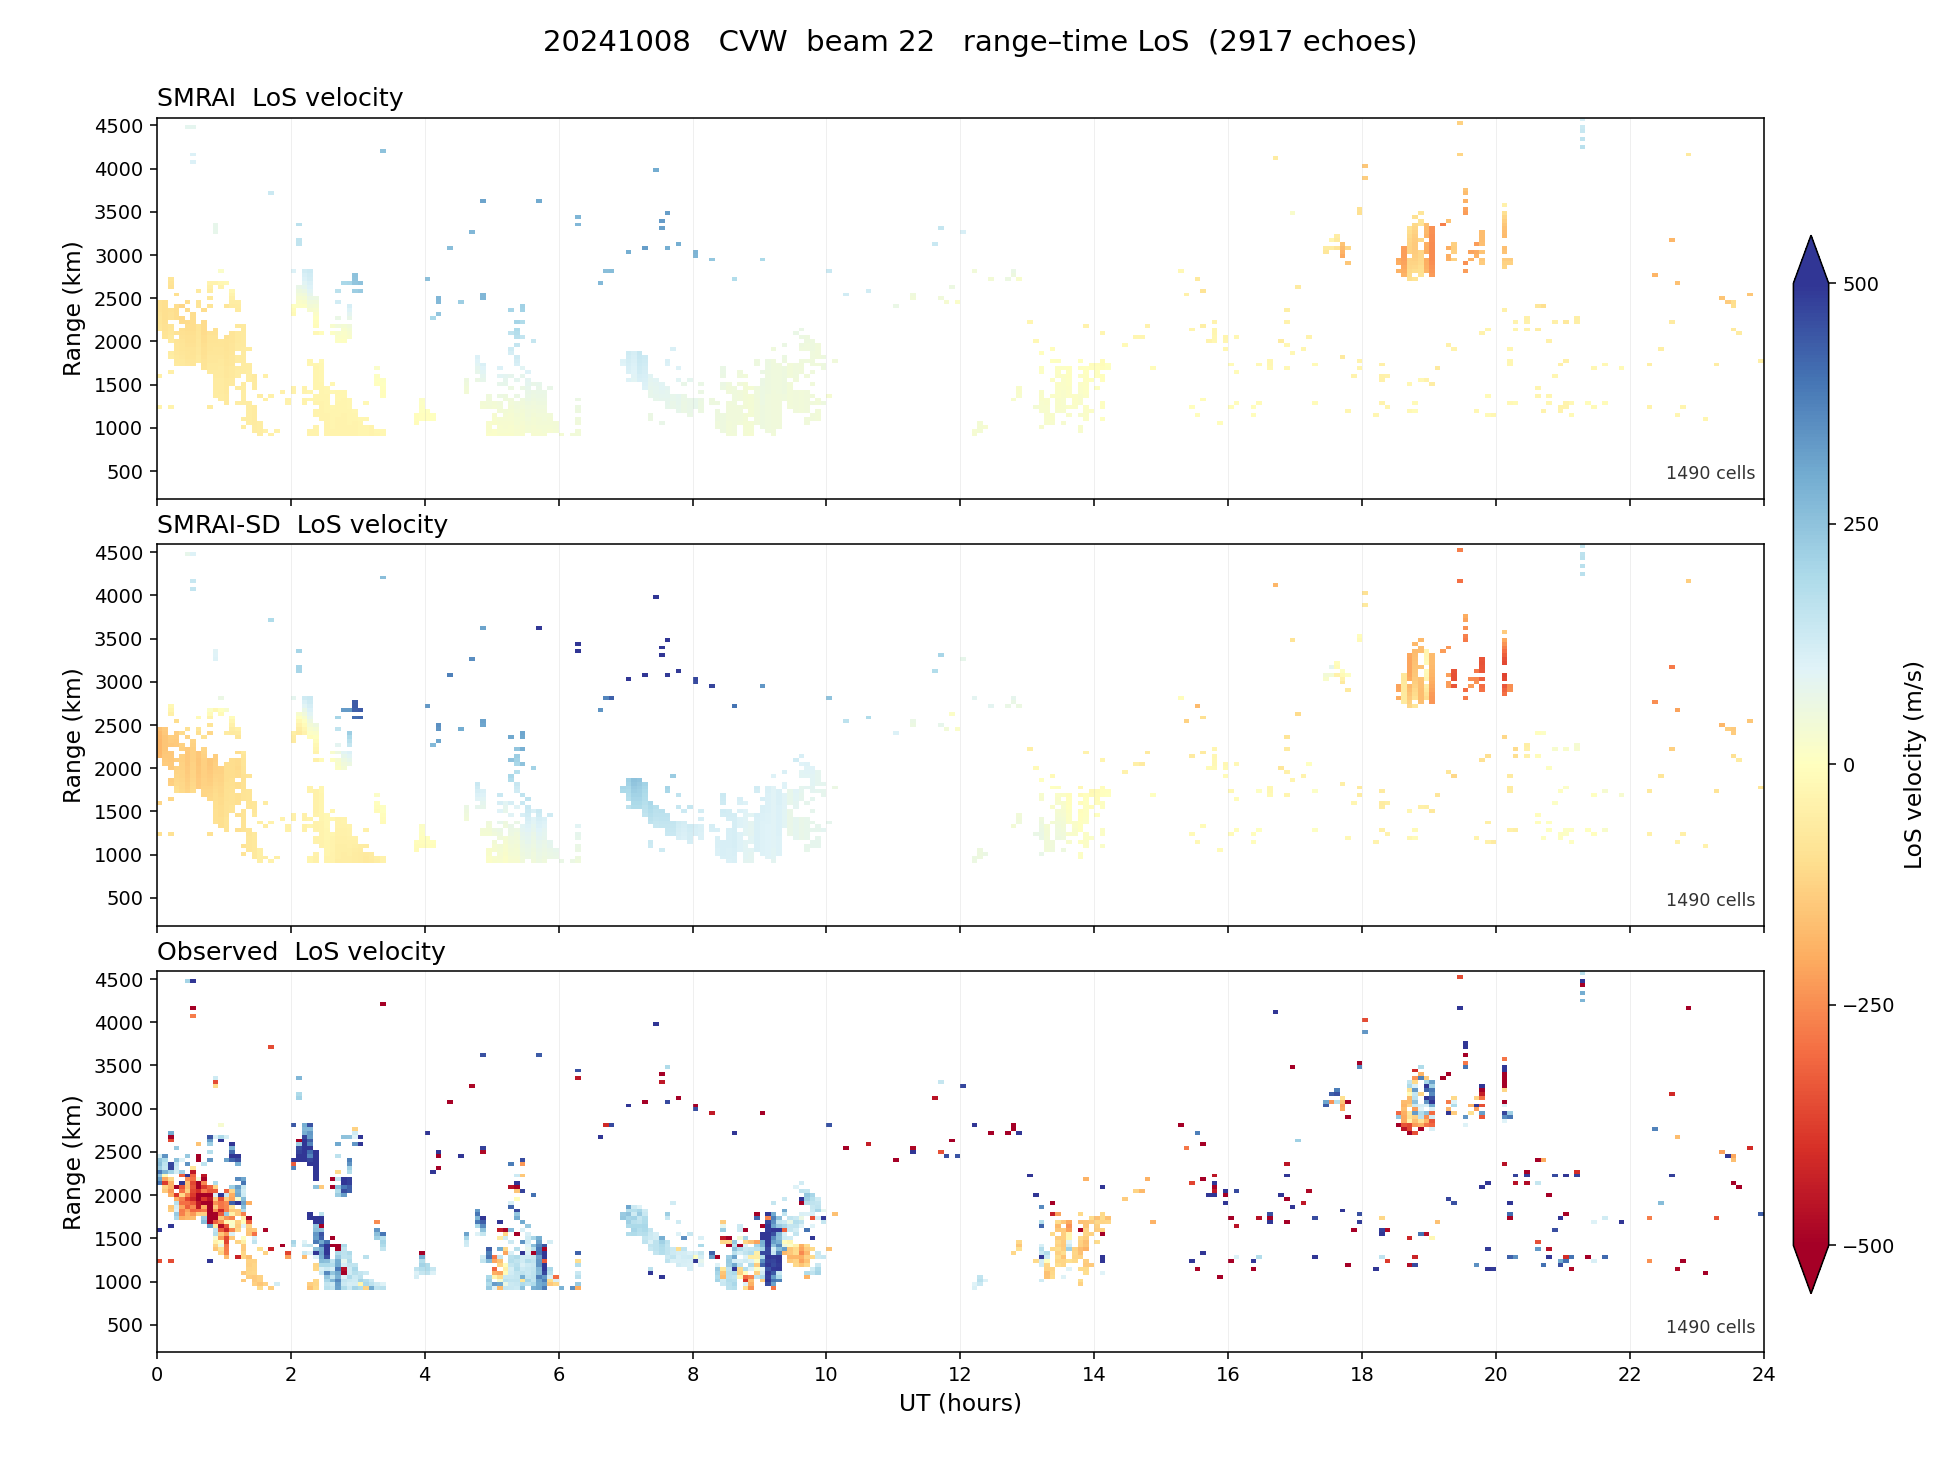 20241008   CVW  beam 22   range–time LoS  (2917 echoes)
SMRAI  LoS velocity
4500
4000
3500
3000
2500
2000
1500
1000
500
Range (km)
1490 cells
SMRAI-SD  LoS velocity
4500
4000
3500
3000
2500
2000
1500
1000
500
Range (km)
1490 cells
Observed  LoS velocity
4500
4000
3500
3000
2500
2000
1500
1000
500
Range (km)
1490 cells
0 2 4 6 8 10 12 14 16 18 20 22 24
UT (hours)
500
250
0
−250
−500
LoS velocity (m/s)